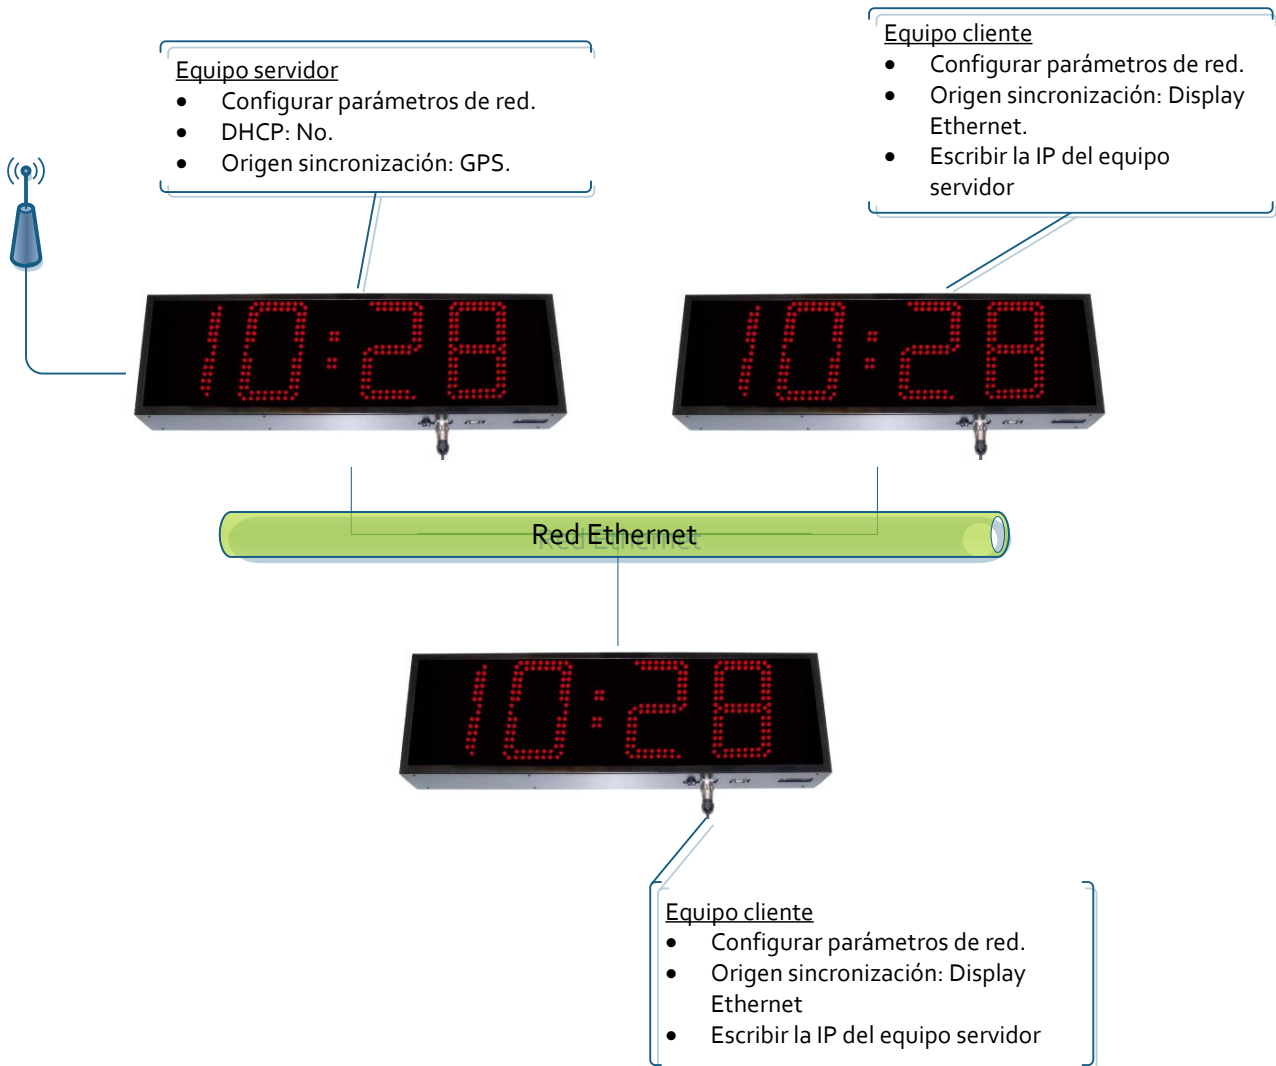 Equipo servidor
• Configurar parámetros de red.
• DHCP: No.
• Origen sincronización: GPS.
Equipo cliente
• Configurar parámetros de red.
• Origen sincronización: Display
Ethernet.
• Escribir la IP del equipo
servidor
10:28
10:28
Red Ethernet
10:28
Equipo cliente
• Configurar parámetros de red.
• Origen sincronización: Display
Ethernet
• Escribir la IP del equipo servidor